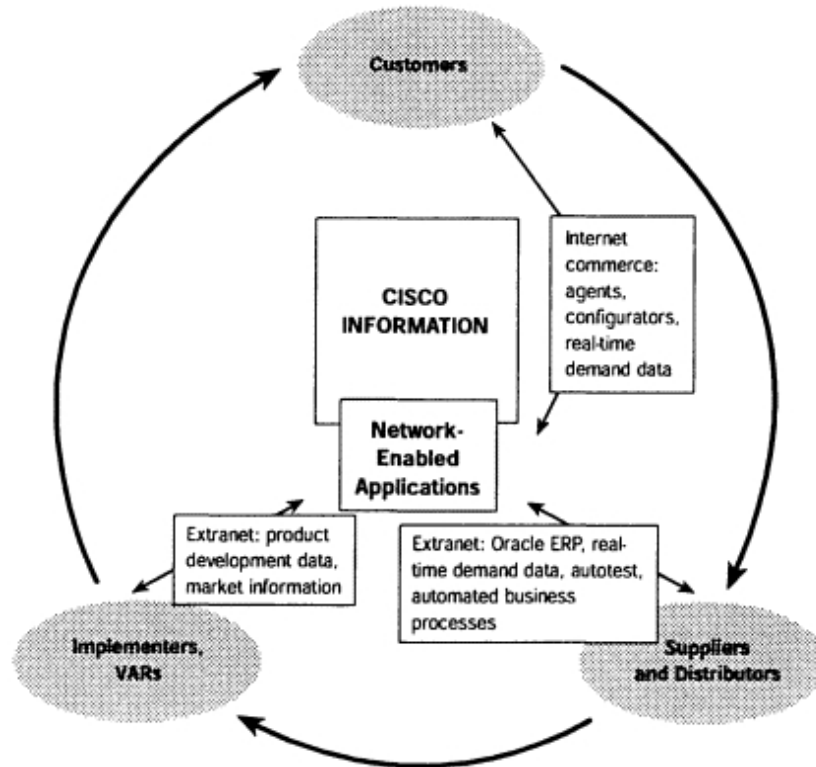 Customers
Internet
commerce:
agents,
configurators,
real-time
demand data
CISCO
INFORMATION
Network-
Enabled
Applications
Extranet: product
development data,
market information
Extranet: Oracle ERP, real-
time demand data, autotest,
automated business
processes
Implementers,
VARs
Suppliers
and Distributors